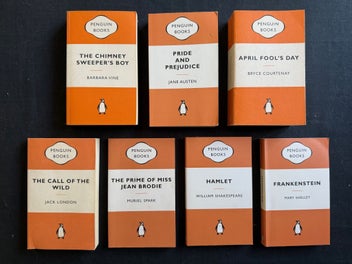 PENGUIN
BOOKS
THE CHIMNEY
SWEEPER'S BOY
BARBARA VINE
PENGUIN
BOOKS
PRIDE
AND
PREJUDICE
JANE AUSTEN
PENGUIN
BOOKS
APRIL FOOL'S DAY
BRYCE COURTENAY
PENGUIN
BOOKS
THE CALL OF THE
WILD
JACK LONDON
PENGUIN
BOOKS
THE PRIME OF MISS
JEAN BRODIE
MURIEL SPARK
PENGUIN
BOOKS
HAMLET
WILLIAM SHAKESPEARE
PENGUIN
BOOKS
FRANKENSTEIN
MARY SHELLEY